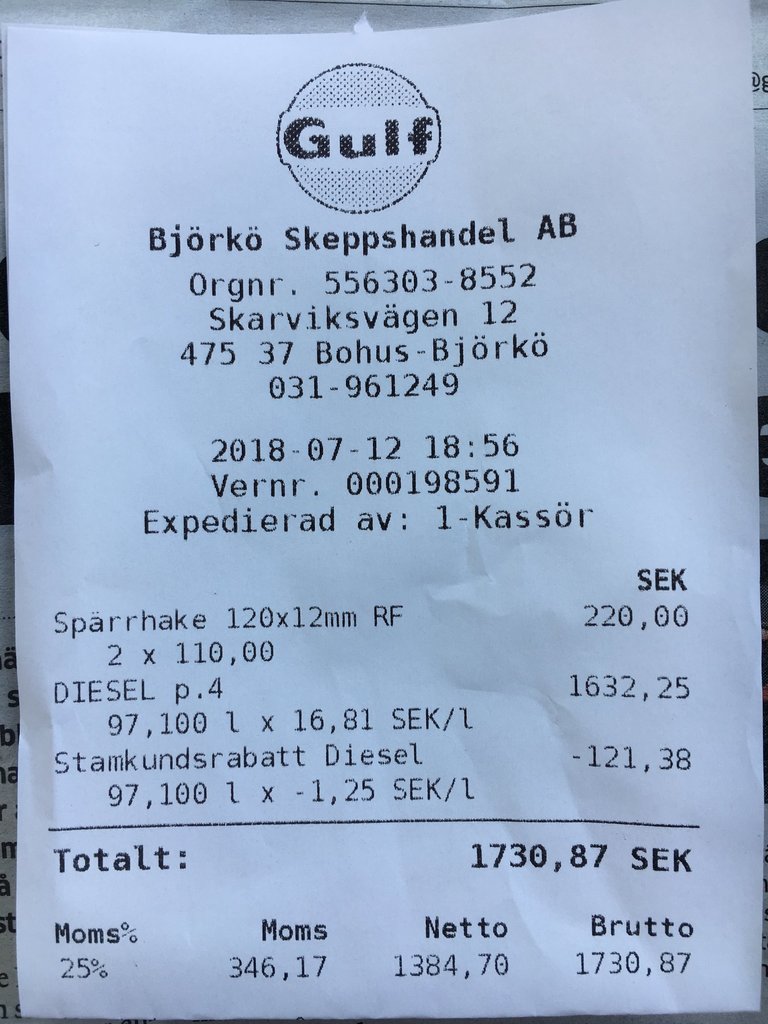 Gulf
Björkö Skeppshandel AB
Orgnr. 556303-8552
Skarviksvägen 12
475 37 Bohus-Björkö
031-961249
2018-07-12 18:56
Vernr. 000198591
Expedierad av: 1-Kassör
SEK
Spärrhake 120x12mm RF 220,00
2 x 110,00
DIESEL p.4 1632,25
97,100 l x 16,81 SEK/l
Stamkundsrabatt Diesel -121,38
97,100 l x -1,25 SEK/l
Totalt: 1730,87 SEK
Moms% Moms Netto Brutto
25% 346,17 1384,70 1730,87